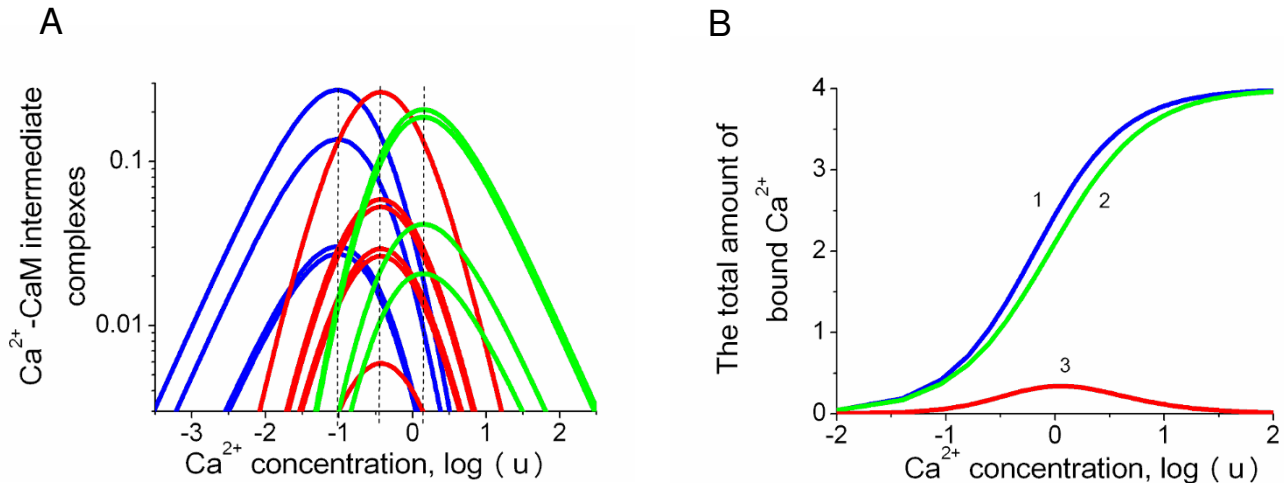 A
Ca²⁺-CaM intermediate
complexes
0.1
0.01
-3 -2 -1 0 1 2
Ca²⁺ concentration, log ( u )
B
The total amount of
bound Ca²⁺
4
3
2
1
0
1
2
3
-2 -1 0 1 2
Ca²⁺ concentration, log ( u )